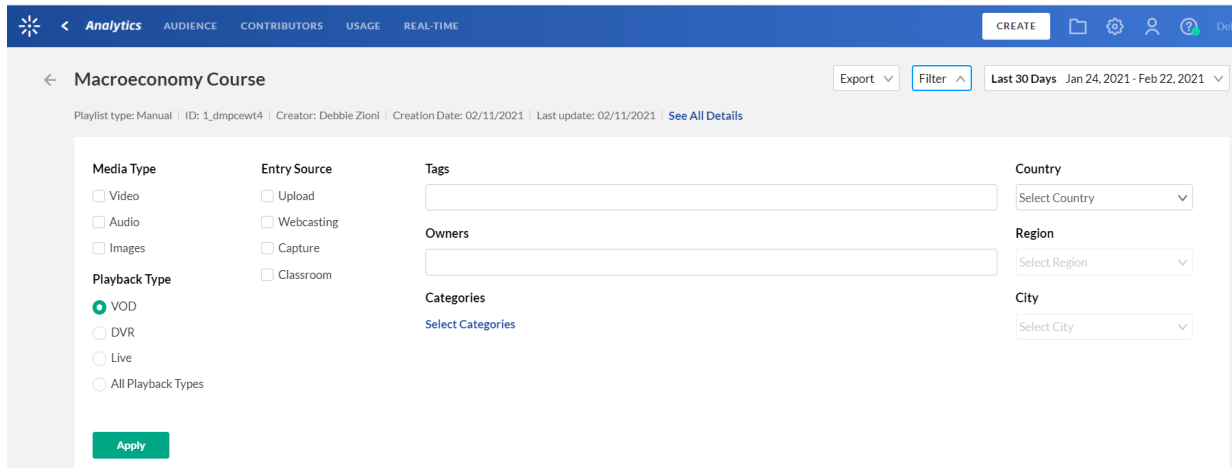 Analytics AUDIENCE CONTRIBUTORS USAGE REAL-TIME CREATE
Macroeconomy Course Export Filter Last 30 Days Jan 24, 2021 - Feb 22, 2021
Playlist type: Manual | ID: 1_dmpcewt4 | Creator: Debbie Zioni | Creation Date: 02/11/2021 | Last update: 02/11/2021 | See All Details
Media Type
Video
Audio
Images
Playback Type
VOD
DVR
Live
All Playback Types
Entry Source
Upload
Webcasting
Capture
Classroom
Tags
Owners
Categories
Select Categories
Country
Select Country
Region
Select Region
City
Select City
Apply